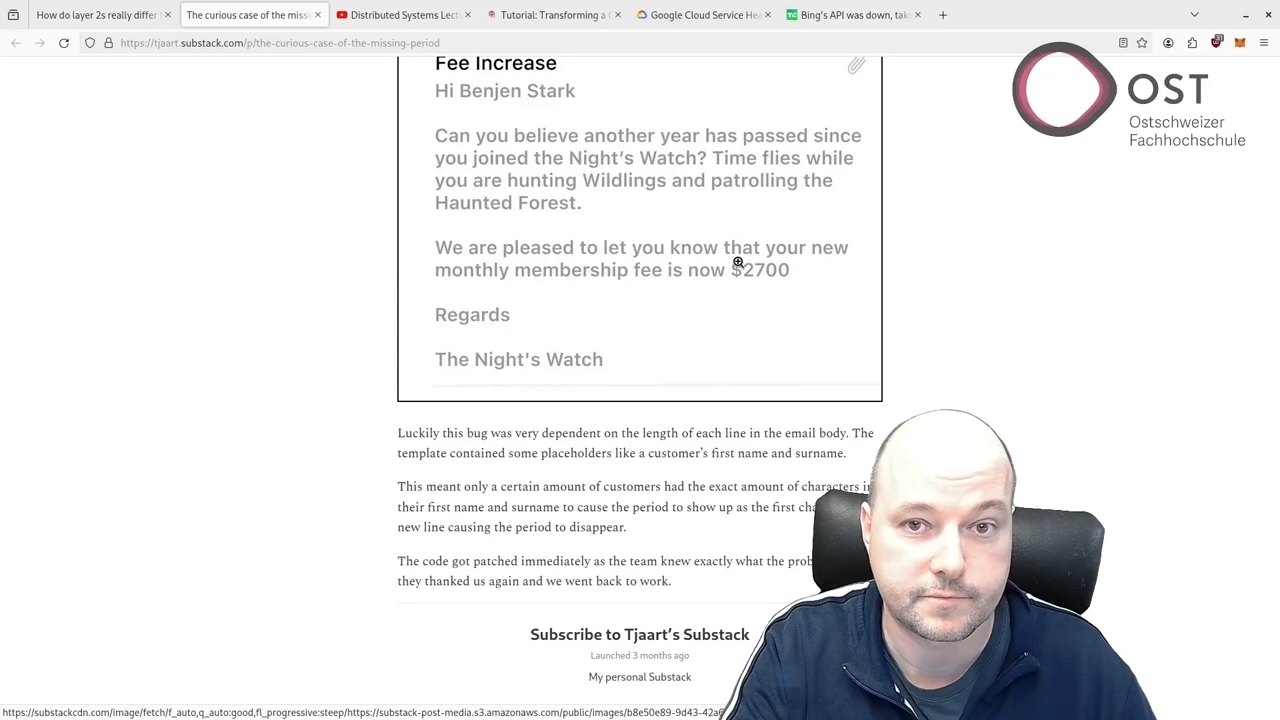 How do layer 2s really differ
The curious case of the missi
Distributed Systems Lect
Tutorial: Transforming a
Google Cloud Service Hea
Bing's API was down, tak
https://tjaart.substack.com/p/the-curious-case-of-the-missing-period
OST
Ostschweizer
Fachhochschule
Fee Increase
Hi Benjen Stark
Can you believe another year has passed since
you joined the Night's Watch? Time flies while
you are hunting Wildlings and patrolling the
Haunted Forest.
We are pleased to let you know that your new
monthly membership fee is now $2700
Regards
The Night's Watch
Luckily this bug was very dependent on the length of each line in the email body. The
template contained some placeholders like a customer's first name and surname.
This meant only a certain amount of customers had the exact amount of characters in
their first name and surname to cause the period to show up as the first cha
new line causing the period to disappear.
The code got patched immediately as the team knew exactly what the prob
they thanked us again and we went back to work.
Subscribe to Tjaart's Substack
Launched 3 months ago
My personal Substack
https://substackcdn.com/image/fetch/f_auto,q_auto:good,fl_progressive:steep/https://substack-post-media.s3.amazonaws.com/public/images/b8e50e89-9d43-42a6